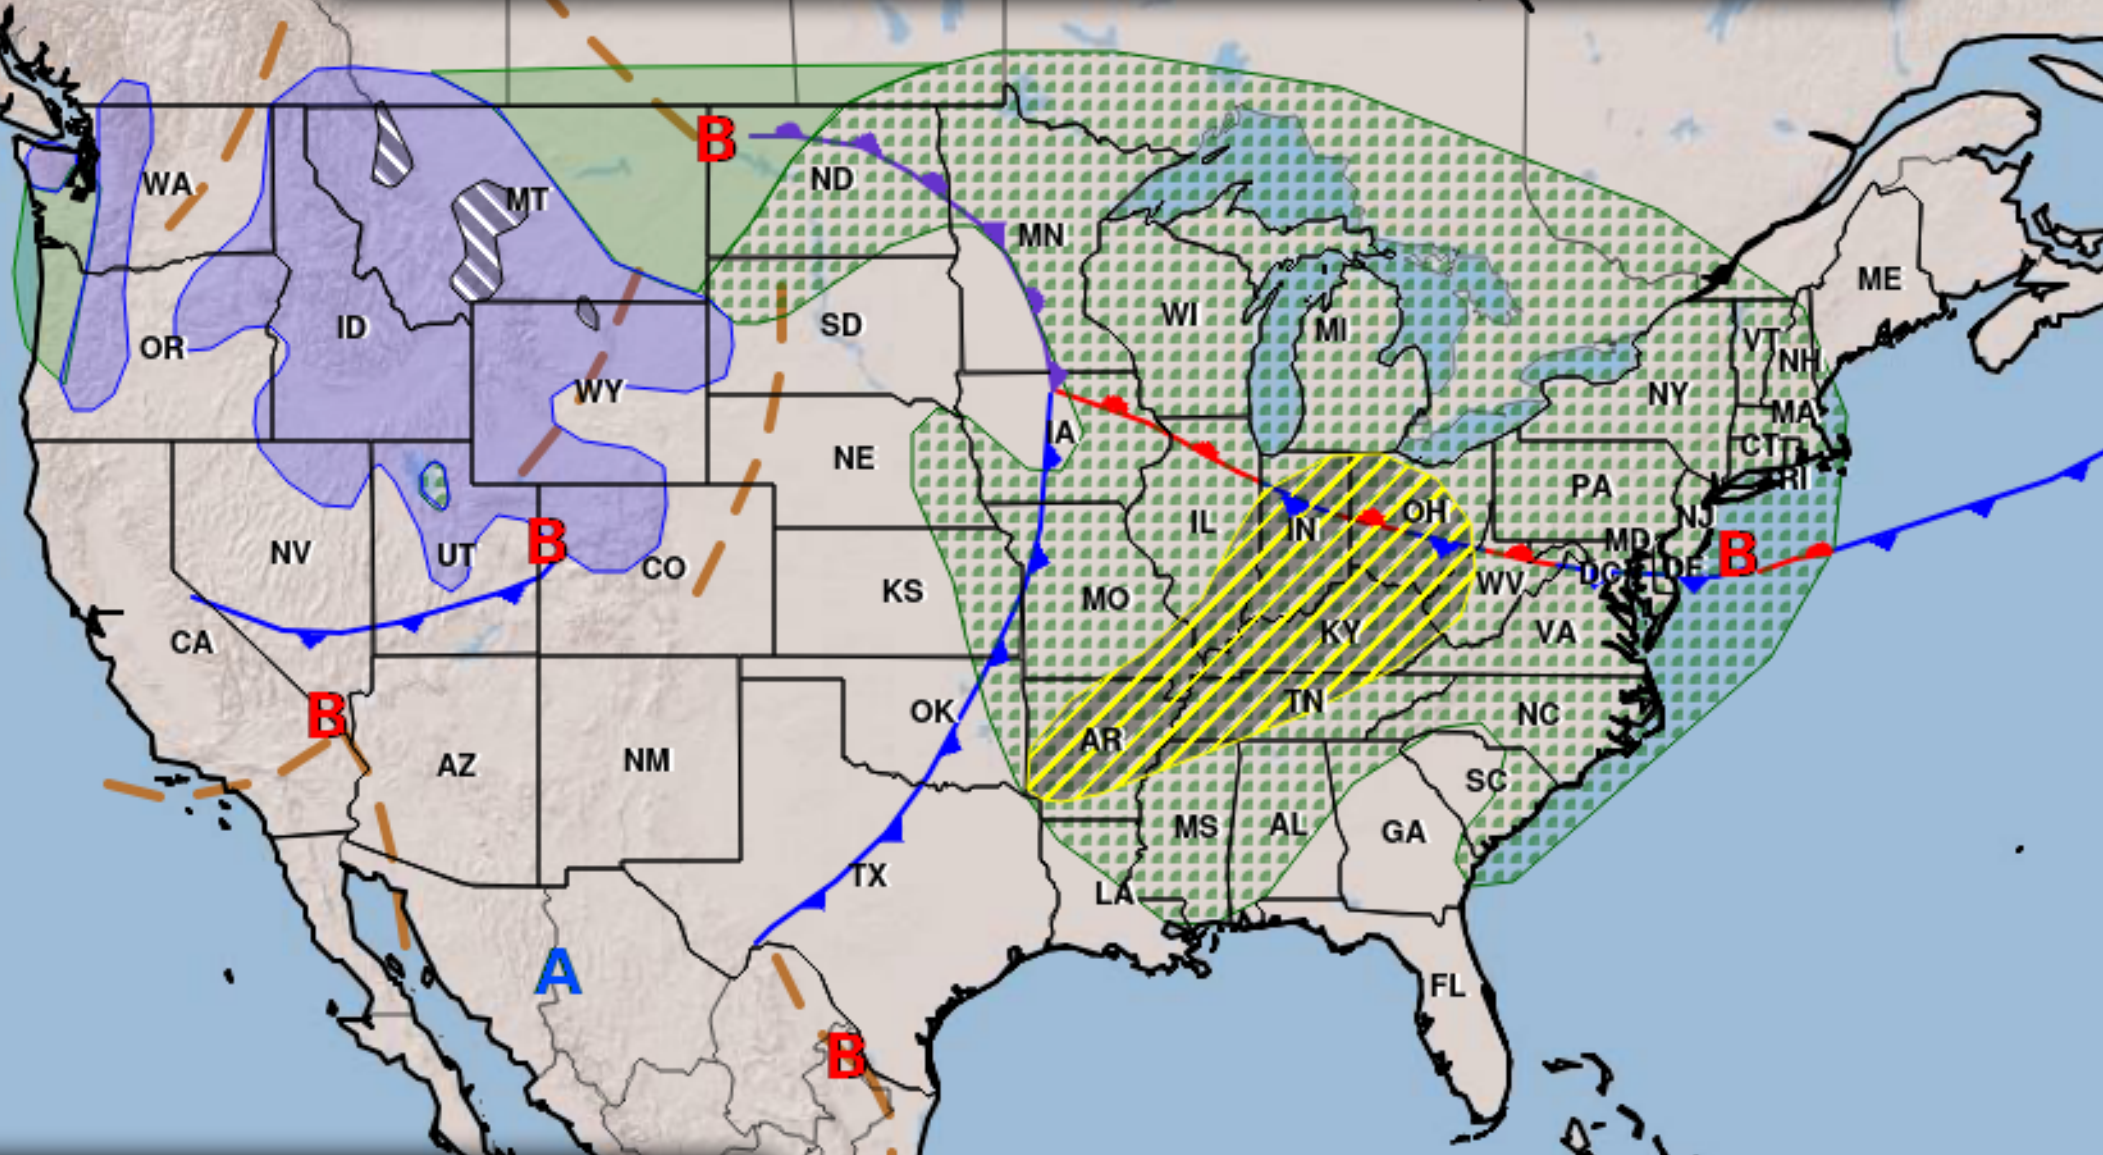 B
WA
MT
ND
MN
ME
OR
ID
WY
SD
WI
MI
VT
NH
NY
MA
CT
RI
IA
NE
PA
NJ
NV
UT
B
CO
KS
MO
IL
IN
OH
WV
MD
DC
DE
B
CA
B
AZ
NM
OK
AR
KY
TN
VA
NC
SC
TX
LA
MS
AL
GA
FL
A
B